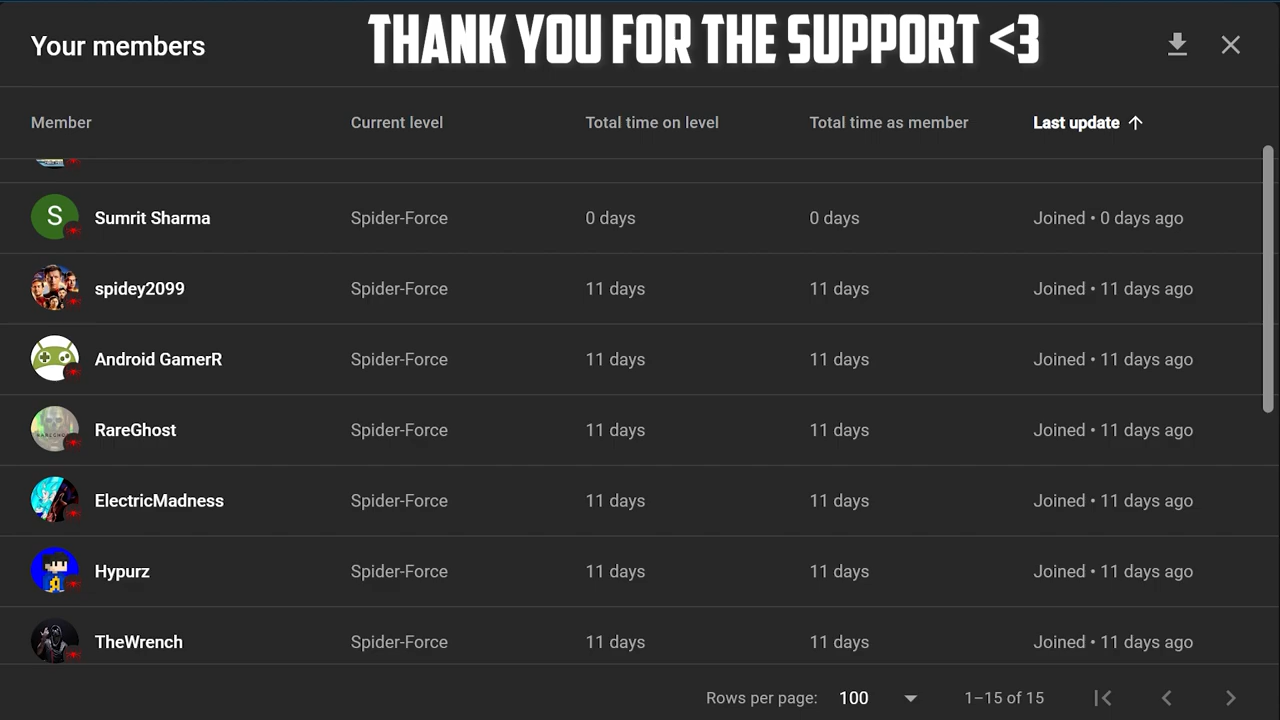 THANK YOU FOR THE SUPPORT <3
Your members
Member Current level Total time on level Total time as member Last update
S Sumrit Sharma Spider-Force 0 days 0 days Joined • 0 days ago
spidey2099 Spider-Force 11 days 11 days Joined • 11 days ago
Android GamerR Spider-Force 11 days 11 days Joined • 11 days ago
RareGhost Spider-Force 11 days 11 days Joined • 11 days ago
ElectricMadness Spider-Force 11 days 11 days Joined • 11 days ago
Hypurz Spider-Force 11 days 11 days Joined • 11 days ago
TheWrench Spider-Force 11 days 11 days Joined • 11 days ago
Rows per page: 100 1–15 of 15